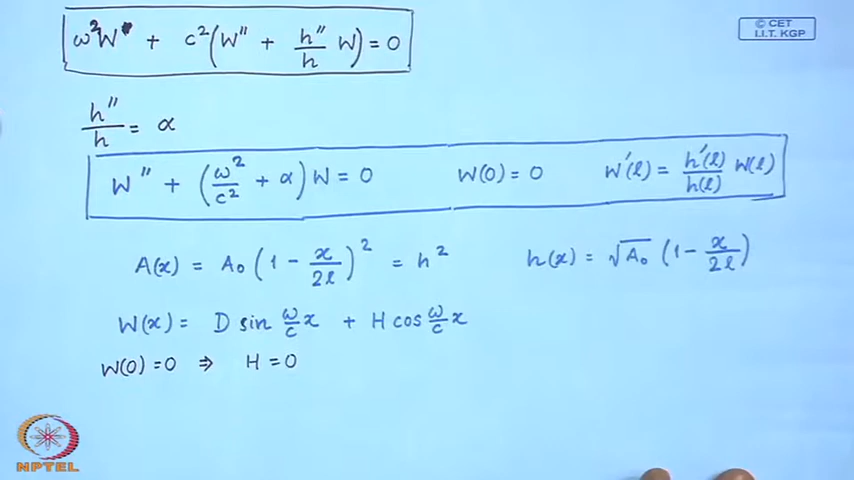 © CET
I.I.T. KGP
ω²W + c²(W'' + h''/h W) = 0
h''/h = α
W'' + (ω²/c² + α)W = 0 W(0) = 0 W'(l) = h'(l)/h(l) W(l)
A(x) = A₀(1 - x/2l)² = h² h(x) = √A₀ (1 - x/2l)
W(x) = D sin ω/c x + H cos ω/c x
W(0) = 0 ⇒ H = 0
NPTEL